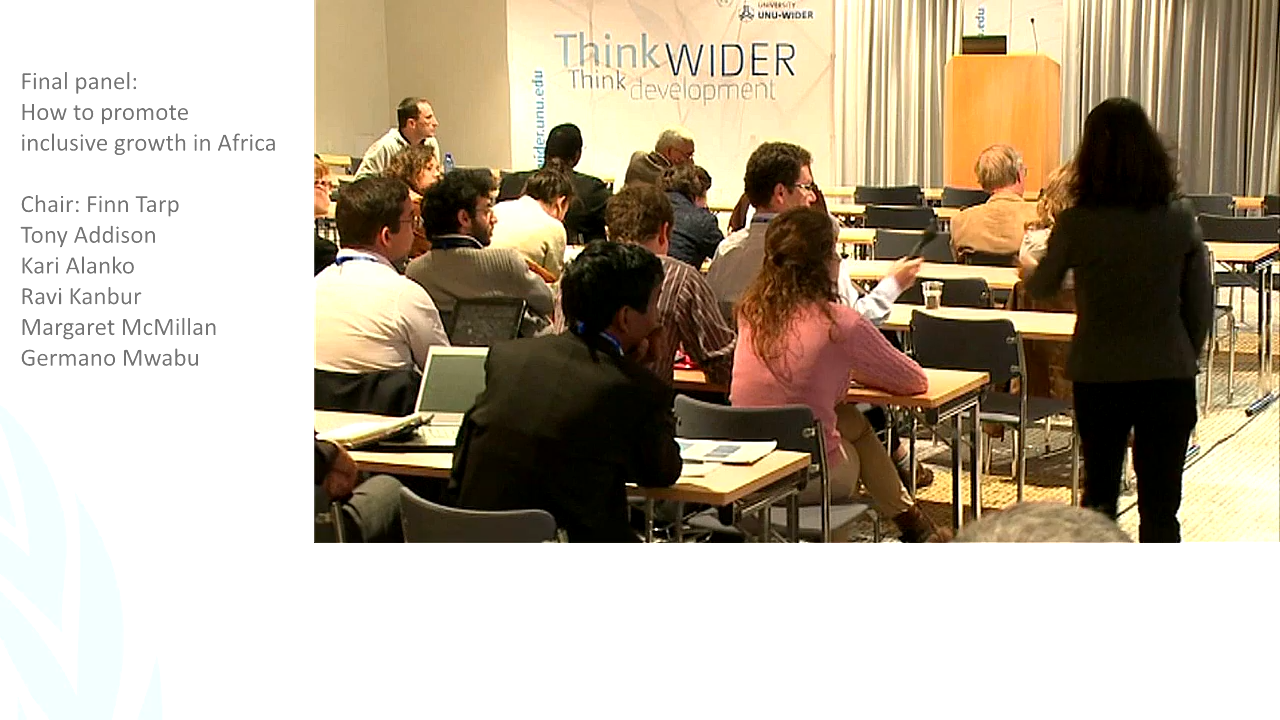 Final panel:
How to promote
inclusive growth in Africa
Chair: Finn Tarp
Tony Addison
Kari Alanko
Ravi Kanbur
Margaret McMillan
Germano Mwabu
UNIVERSITY
UNU-WIDER
Think WIDER
Think development
wider.unu.edu
u.edu